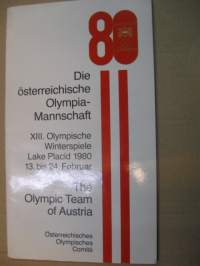 80
Die
österreichische
Olympia-
Mannschaft
XIII. Olympische
Winterspiele
Lake Placid 1980
13. bis 24. Februar
The
Olympic Team
of Austria
Österreichisches
Olympisches
Comité